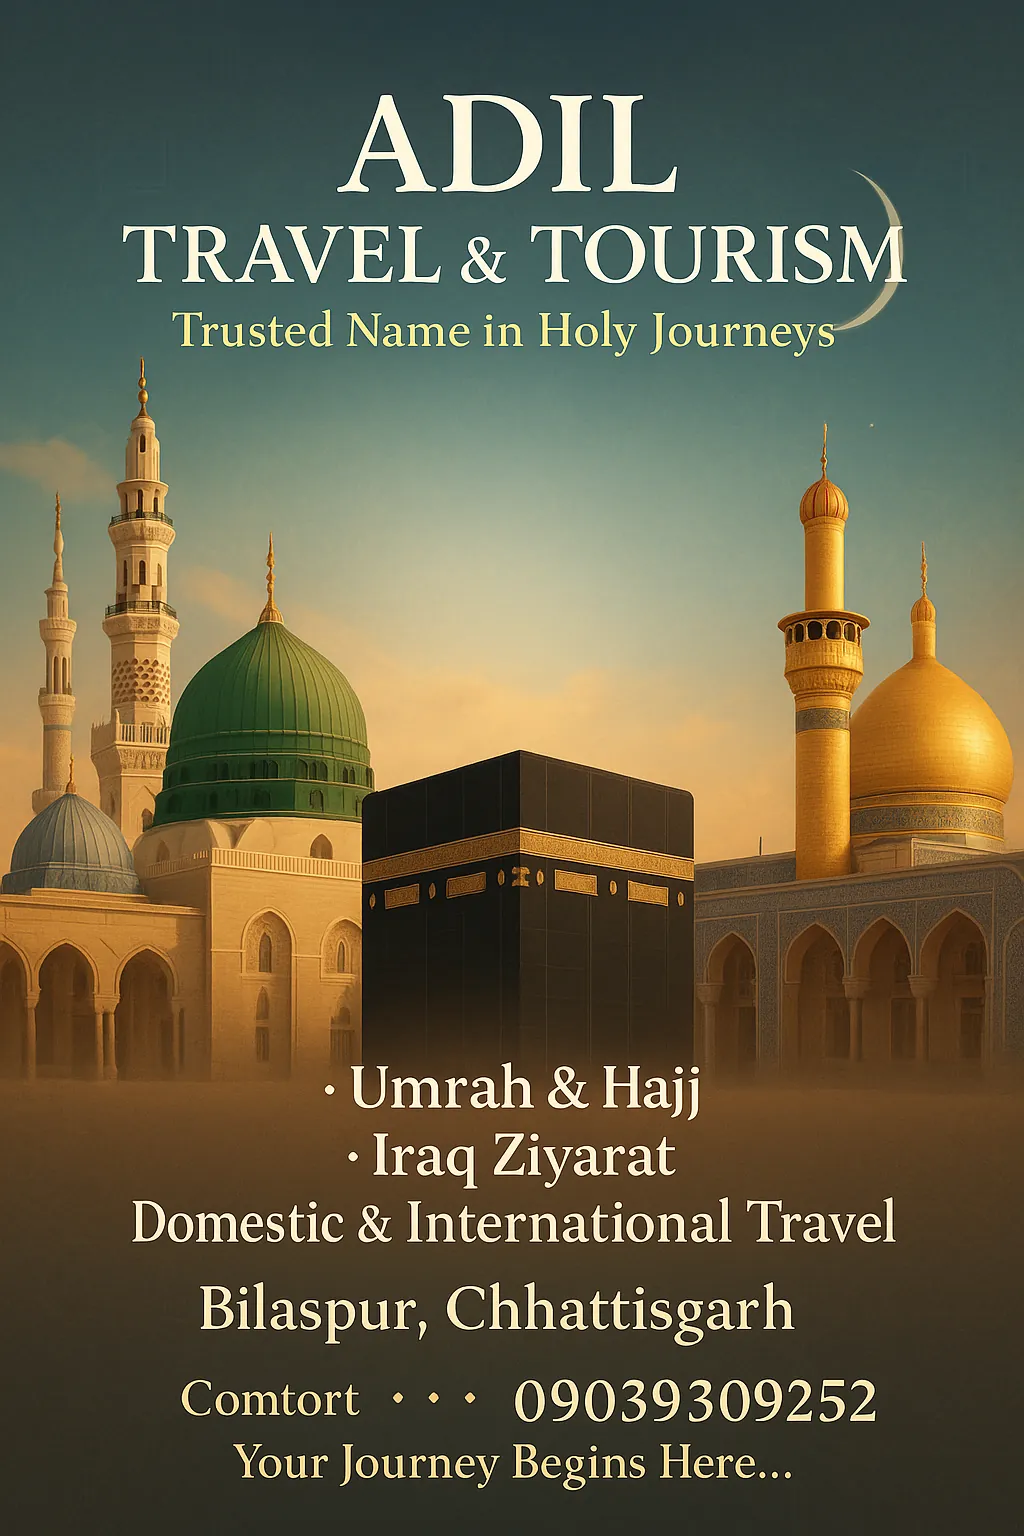 ADIL
TRAVEL & TOURISM
Trusted Name in Holy Journeys
· Umrah & Hajj
· Iraq Ziyarat
Domestic & International Travel
Bilaspur, Chhattisgarh
Comtort · · · 09039309252
Your Journey Begins Here...